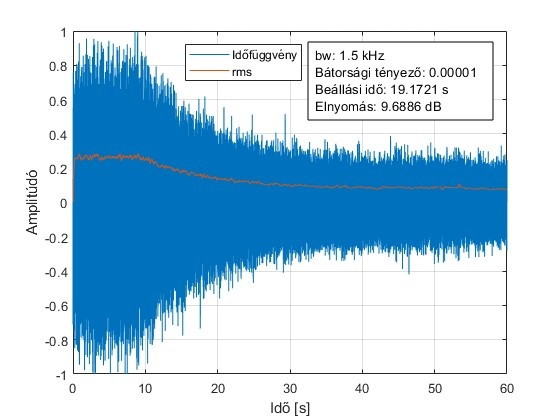 1
0.8
0.6
0.4
0.2
0
-0.2
-0.4
-0.6
-0.8
-1
Amplitúdó
Időfüggvény
rms
bw: 1.5 kHz
Bátorsági tényező: 0.00001
Beállási idő: 19.1721 s
Elnyomás: 9.6886 dB
0 10 20 30 40 50 60
Idő [s]